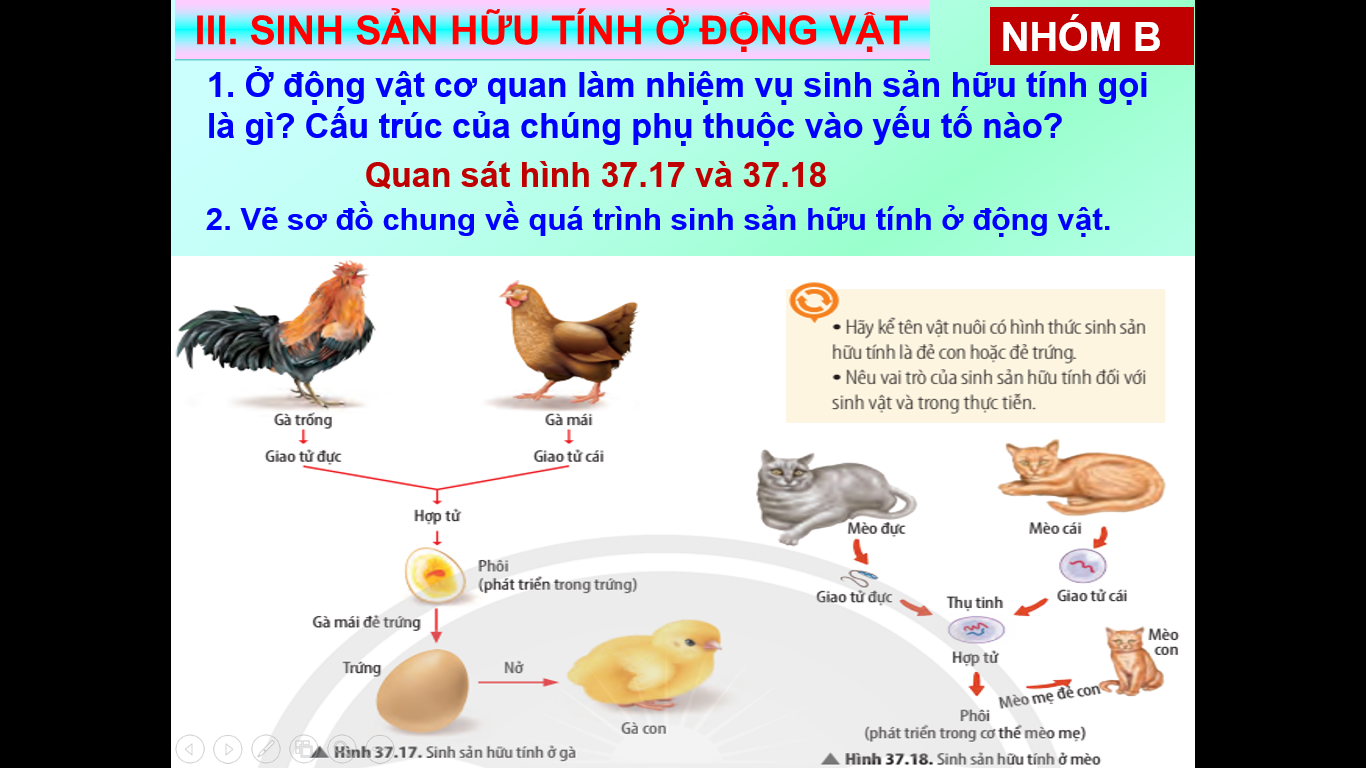 III. SINH SẢN HỮU TÍNH Ở ĐỘNG VẬT
NHÓM B
1. Ở động vật cơ quan làm nhiệm vụ sinh sản hữu tính gọi
là gì? Cấu trúc của chúng phụ thuộc vào yếu tố nào?
Quan sát hình 37.17 và 37.18
2. Vẽ sơ đồ chung về quá trình sinh sản hữu tính ở động vật.
Gà trống
Gà mái
Giao tử đực
Giao tử cái
Hợp tử
Phôi
(phát triển trong trứng)
Gà mái đẻ trứng
Trứng
Nở
Gà con
Hình 37.17. Sinh sản hữu tính ở gà
• Hãy kể tên vật nuôi có hình thức sinh sản
hữu tính là đẻ con hoặc đẻ trứng.
• Nêu vai trò của sinh sản hữu tính đối với
sinh vật và trong thực tiễn.
Mèo đực
Mèo cái
Giao tử đực
Giao tử cái
Thụ tinh
Hợp tử
Mèo
con
Mèo mẹ đẻ con
Phôi
(phát triển trong cơ thể mèo mẹ)
Hình 37.18. Sinh sản hữu tính ở mèo